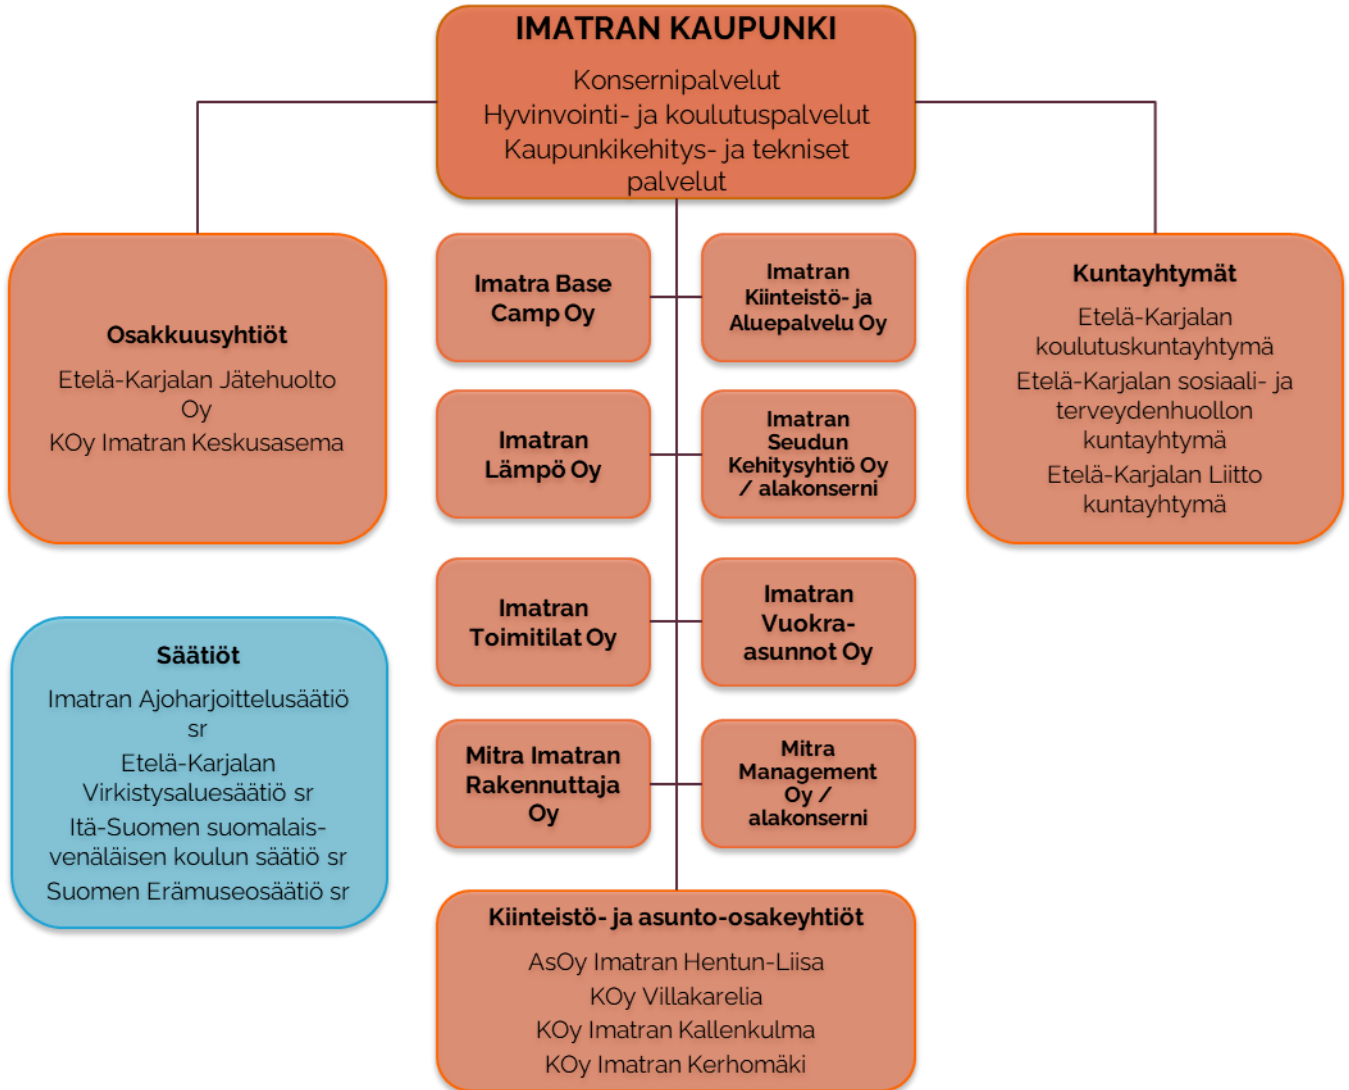 IMATRAN KAUPUNKI
Konsernipalvelut
Hyvinvointi- ja koulutuspalvelut
Kaupunkikehitys- ja tekniset
palvelut
Osakkuusyhtiöt
Etelä-Karjalan Jätehuolto
Oy
KOy Imatran Keskusasema
Imatra Base
Camp Oy
Imatran
Kiinteistö- ja
Aluepalvelu Oy
Kuntayhtymät
Etelä-Karjalan
koulutuskuntayhtymä
Etelä-Karjalan sosiaali- ja
terveydenhuollon
kuntayhtymä
Etelä-Karjalan Liitto
kuntayhtymä
Imatran
Lämpö Oy
Imatran
Seudun
Kehitysyhtiö Oy
/ alakonserni
Imatran
Toimitilat Oy
Imatran
Vuokra-
asunnot Oy
Säätiöt
Imatran Ajoharjoittelusäätiö
sr
Etelä-Karjalan
Virkistysaluesäätiö sr
Itä-Suomen suomalais-
venäläisen koulun säätiö sr
Suomen Erämuseosäätiö sr
Mitra Imatran
Rakennuttaja
Oy
Mitra
Management
Oy /
alakonserni
Kiinteistö- ja asunto-osakeyhtiöt
AsOy Imatran Hentun-Liisa
KOy Villakarelia
KOy Imatran Kallenkulma
KOy Imatran Kerhomäki